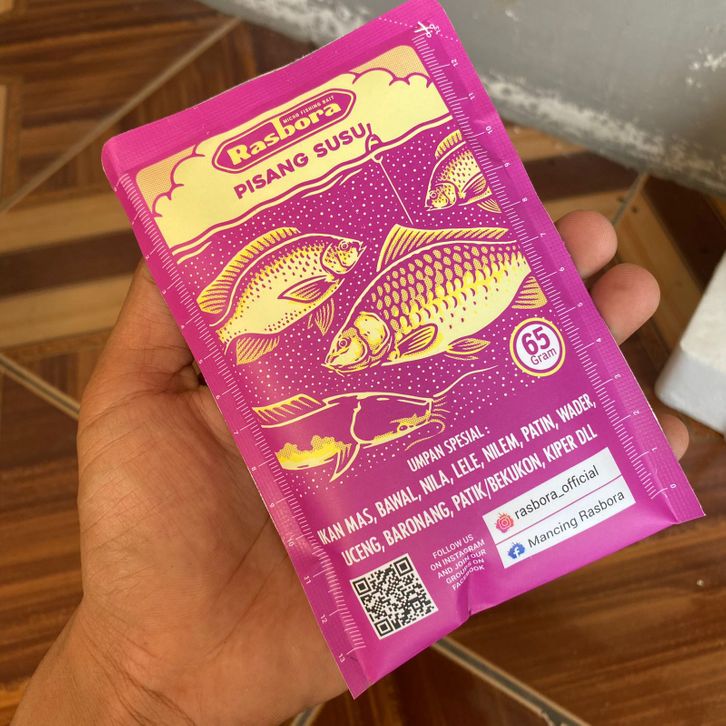 MICRO FISHING BAIT
Rasbora
PISANG SUSU
65
Gram
UMPAN SPESIAL :
IKAN MAS, BAWAL, NILA, LELE, NILEM, PATIN, WADER,
UCENG, BARONANG, PATIK/BEKUKON, KIPER DLL
rasbora_official
Mancing Rasbora
FOLLOW US
ON INSTAGRAM
AND JOIN OUR
GROUPS ON
FACEBOOK